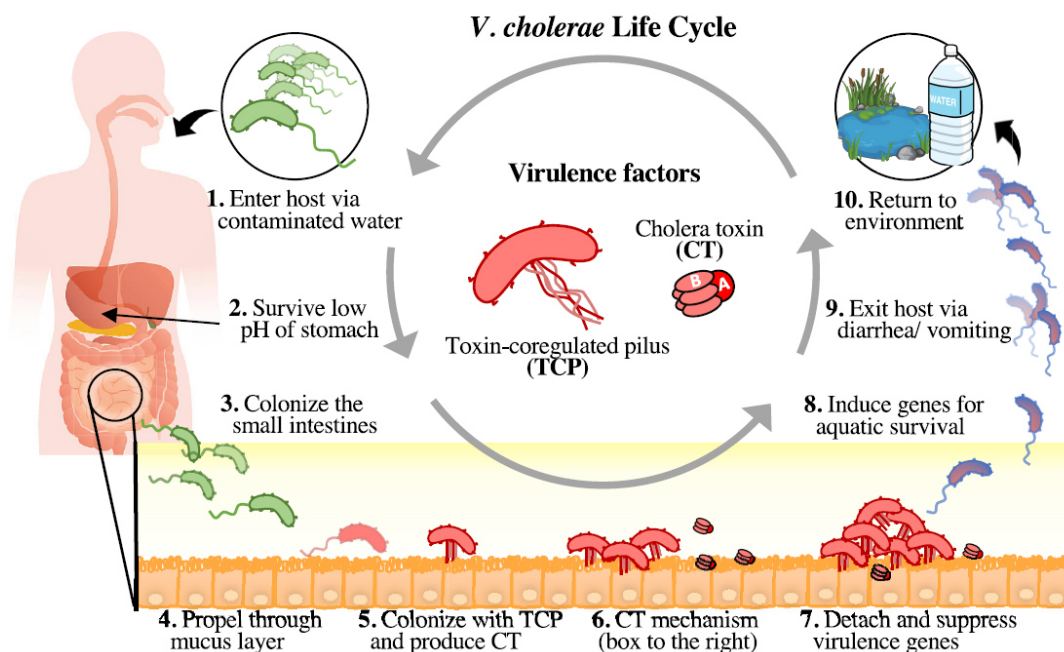 V. cholerae Life Cycle
WATER
1. Enter host via
contaminated water
Virulence factors
Cholera toxin
(CT)
B
A
Toxin-coregulated pilus
(TCP)
2. Survive low
pH of stomach
3. Colonize the
small intestines
4. Propel through
mucus layer
5. Colonize with TCP
and produce CT
6. CT mechanism
(box to the right)
7. Detach and suppress
virulence genes
8. Induce genes for
aquatic survival
9. Exit host via
diarrhea/ vomiting
10. Return to
environment